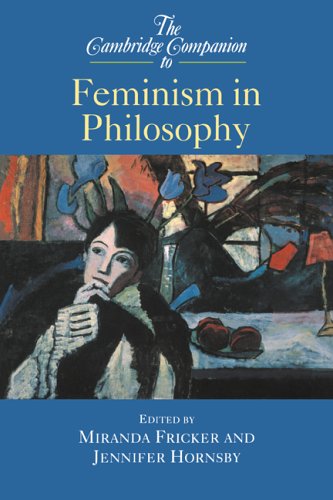 The
Cambridge Companion
to
Feminism in
Philosophy
EDITED BY
MIRANDA FRICKER AND
JENNIFER HORNSBY